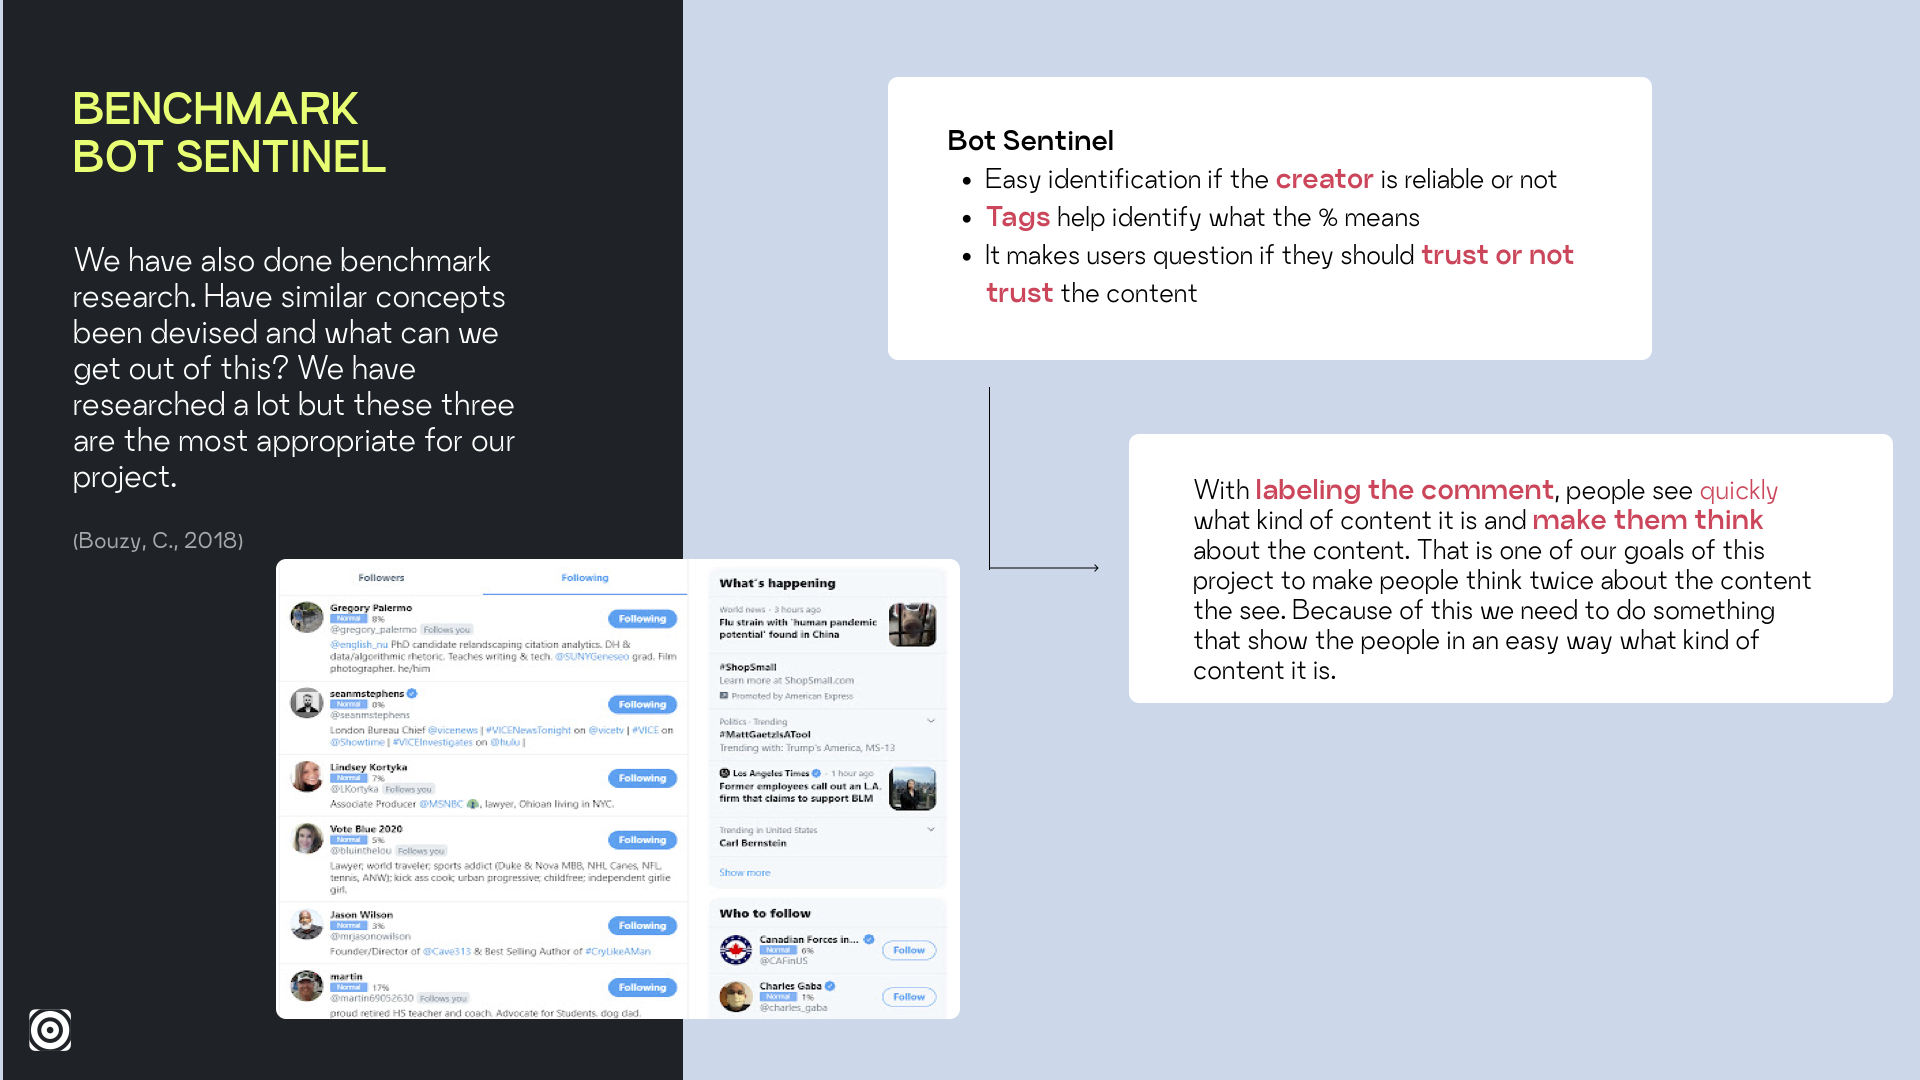 BENCHMARK
BOT SENTINEL
We have also done benchmark
research. Have similar concepts
been devised and what can we
get out of this? We have
researched a lot but these three
are the most appropriate for our
project.
(Bouzy, C., 2018)
Bot Sentinel
• Easy identification if the creator is reliable or not
• Tags help identify what the % means
• It makes users question if they should trust or not
trust the content
With labeling the comment, people see quickly
what kind of content it is and make them think
about the content. That is one of our goals of this
project to make people think twice about the content
the see. Because of this we need to do something
that show the people in an easy way what kind of
content it is.
Followers Following
Gregory Palermo
Normal 8%
@gregory_palermo Follows you
Following
@english_nu PhD candidate relandscaping citation analytics. DH &
data/algorithmic rhetoric. Teaches writing & tech. @SUNYGeneseo grad. Film
photographer. he/him
seanmstephens
Normal 0%
@seanmstephens
Following
London Bureau Chief @vicenews | #VICENewsTonight on @vicetv | #VICE on
@Showtime | #VICEInvestigates on @hulu |
Lindsey Kortyka
Normal 7%
@LKortyka Follows you
Following
Associate Producer @MSNBC , lawyer, Ohioan living in NYC.
Vote Blue 2020
Normal 5%
@bluinthelou Follows you
Following
Lawyer; world traveler; sports addict (Duke & Nova MBB, NHL Canes, NFL,
tennis, ANW); kick ass cook; urban progressive; childfree; independent girlie
girl.
Jason Wilson
Normal 3%
@mrjasonowilson
Following
Founder/Director of @Cave313 & Best Selling Author of #CryLikeAMan
martin
Normal 17%
@martin69052630 Follows you
Following
proud retired HS teacher and coach. Advocate for Students. dog dad.
What's happening
World news · 3 hours ago
Flu strain with 'human pandemic
potential' found in China
#ShopSmall
Learn more at ShopSmall.com
Promoted by American Express
Politics · Trending
#MattGaetzIsATool
Trending with: Trump's America, MS-13
Los Angeles Times · 1 hour ago
Former employees call out an L.A.
firm that claims to support BLM
Trending in United States
Carl Bernstein
Show more
Who to follow
Canadian Forces in...
Normal 6%
@CAFinUS
Follow
Charles Gaba
Normal 1%
@charles_gaba
Follow